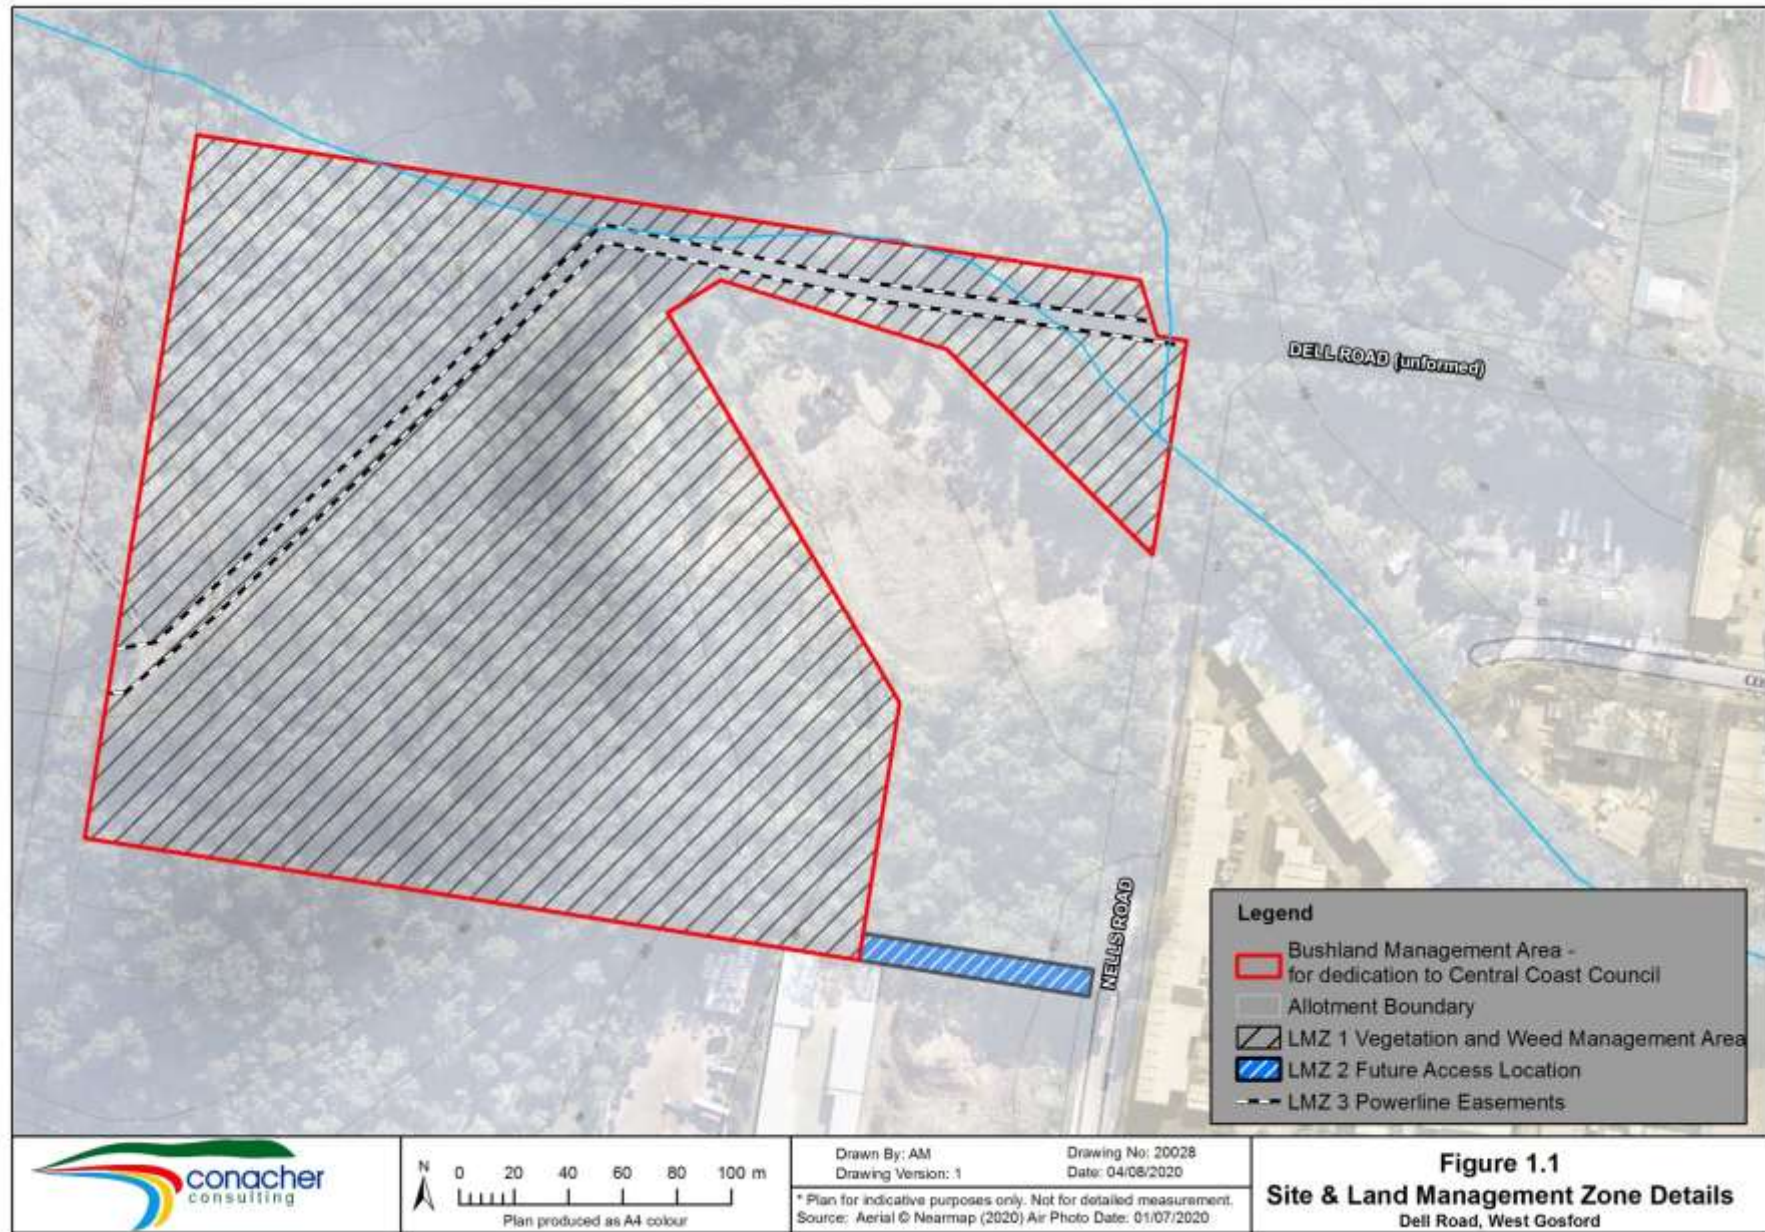 DELL ROAD (unformed)
NELLS ROAD
Legend
Bushland Management Area -
for dedication to Central Coast Council
Allotment Boundary
LMZ 1 Vegetation and Weed Management Area
LMZ 2 Future Access Location
LMZ 3 Powerline Easements
conacher
consulting
N
0 20 40 60 80 100 m
Plan produced as A4 colour
Drawn By: AM Drawing No: 20028
Drawing Version: 1 Date: 04/08/2020
* Plan for indicative purposes only. Not for detailed measurement.
Source: Aerial © Nearmap (2020) Air Photo Date: 01/07/2020
Figure 1.1
Site & Land Management Zone Details
Dell Road, West Gosford